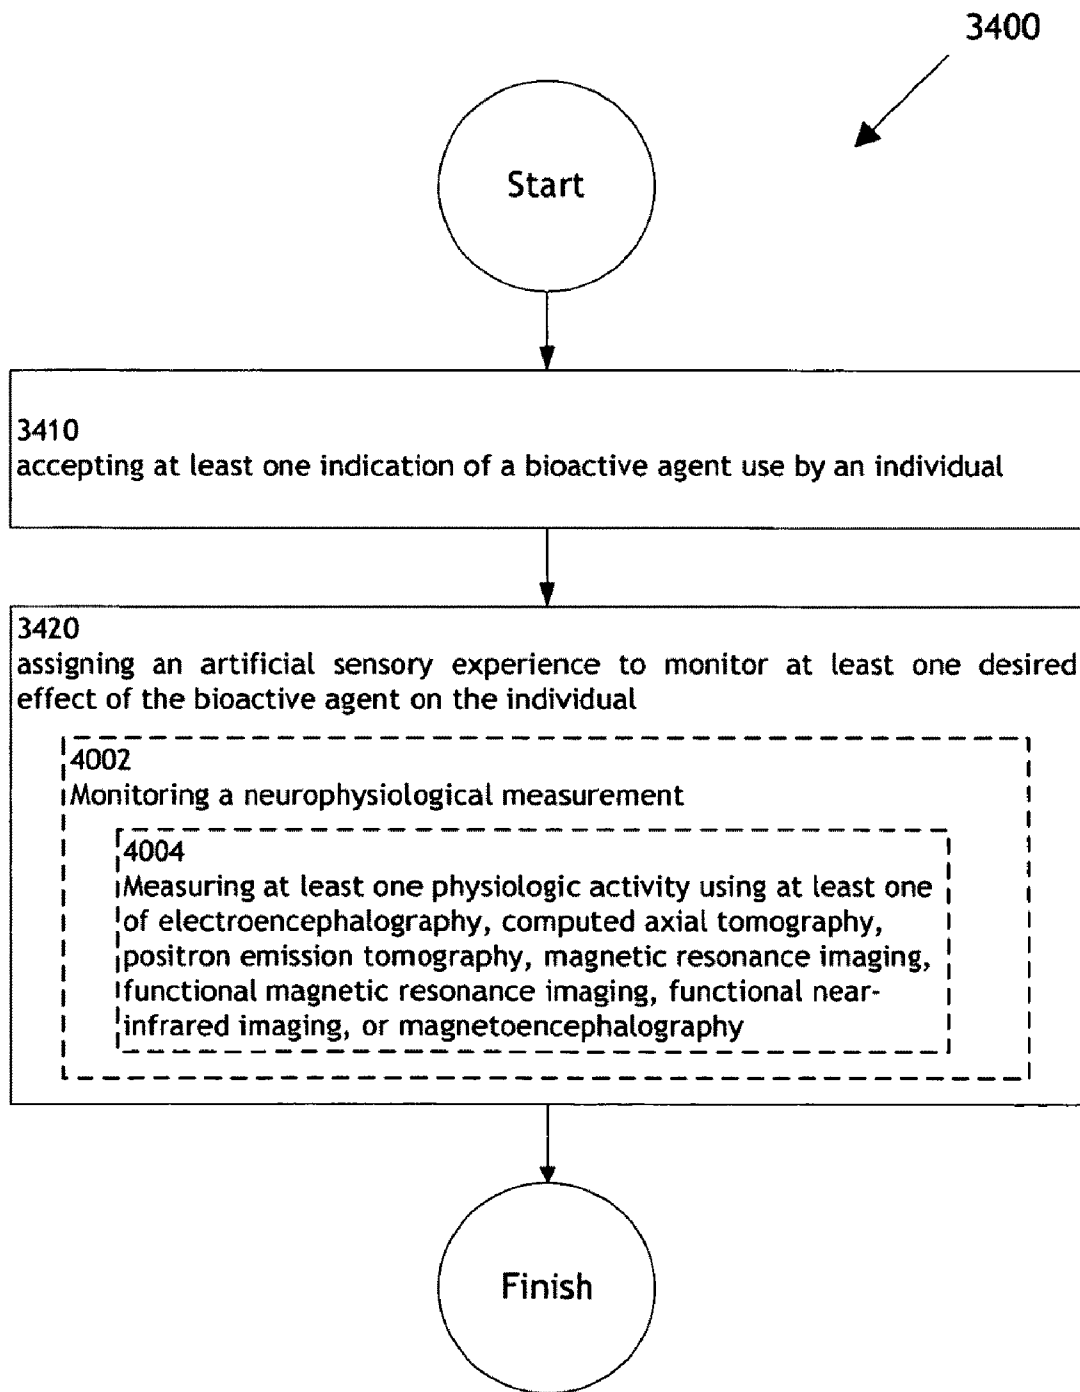 3400
Start
3410
accepting at least one indication of a bioactive agent use by an individual
3420
assigning an artificial sensory experience to monitor at least one desired
effect of the bioactive agent on the individual
4002
Monitoring a neurophysiological measurement
4004
Measuring at least one physiologic activity using at least one
of electroencephalography, computed axial tomography,
positron emission tomography, magnetic resonance imaging,
functional magnetic resonance imaging, functional near-
infrared imaging, or magnetoencephalography
Finish